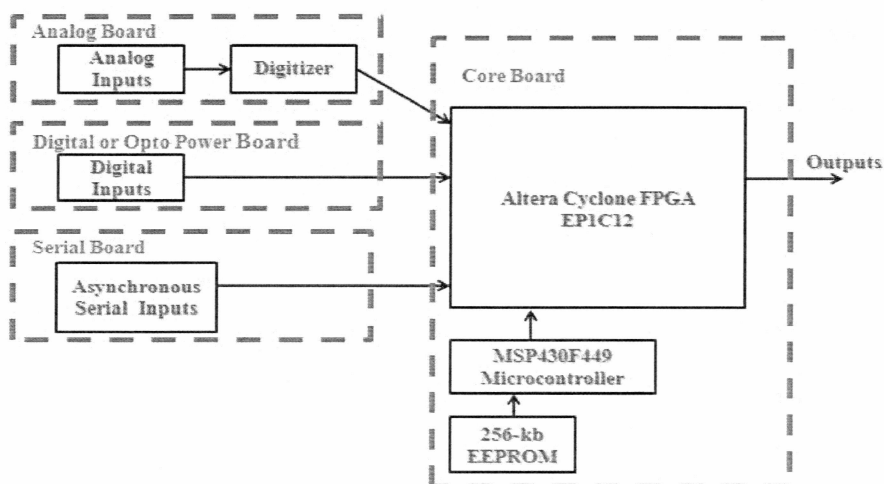 Analog Board
Analog
Inputs
Digitizer
Digital or Opto Power Board
Digital
Inputs
Serial Board
Asynchronous
Serial Inputs
Core Board
Altera Cyclone FPGA
EP1C12
Outputs
MSP430F449
Microcontroller
256-kb
EEPROM